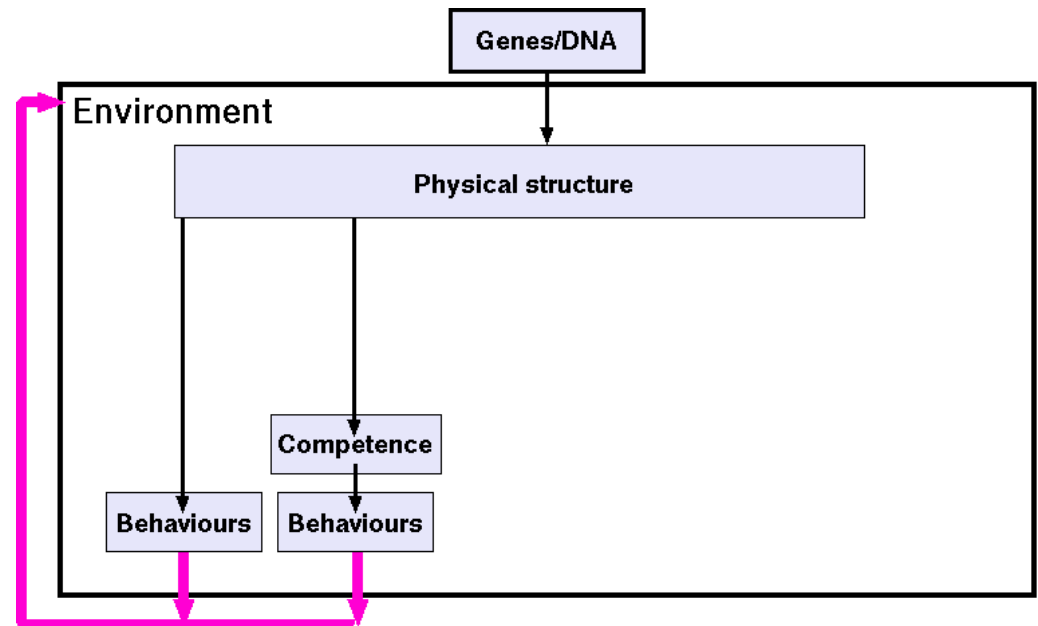 Genes/DNA
Environment
Physical structure
Competence
Behaviours
Behaviours